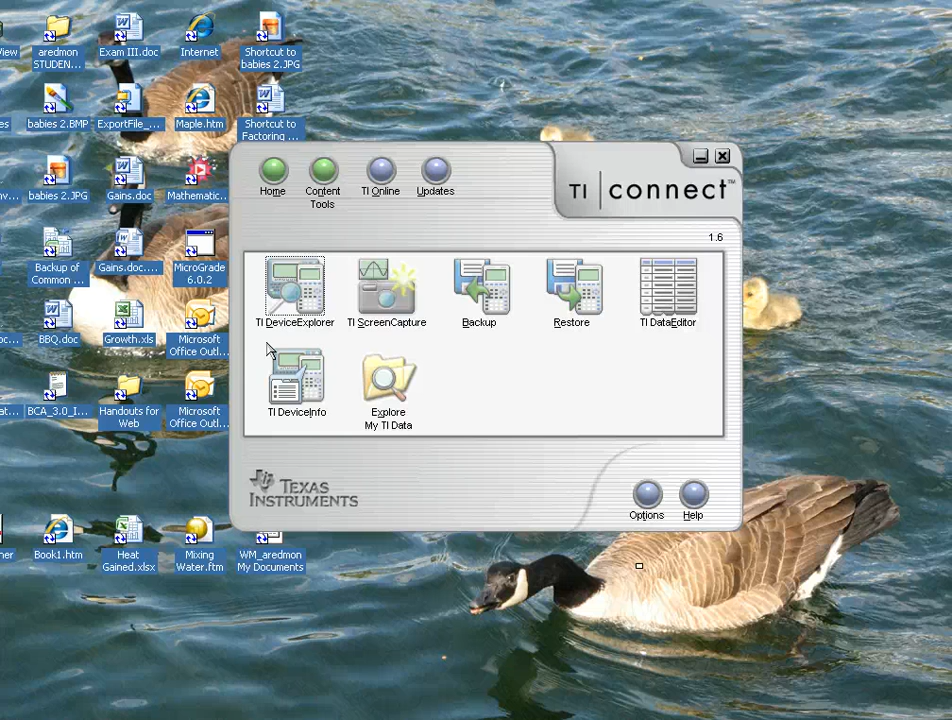 View
aredmon
STUDEN...
Exam III.doc
Internet
Shortcut to
babies 2.JPG
babies 2.BMP
ExportFile_...
Maple.htm
Shortcut to
Factoring ...
babies 2.JPG
Gains.doc
Mathematic...
Backup of
Common ...
Gains.doc....
MicroGrade
6.0.2
BBQ.doc
Growth.xls
Microsoft
Office Outl...
BCA_3.0_I...
Handouts for
Web
Microsoft
Office Outl...
Book1.htm
Heat
Gained.xlsx
Mixing
Water.ftm
WM_aredmon
My Documents
Home
Content
Tools
TI Online
Updates
TI connect™
1.6
TI DeviceExplorer
TI ScreenCapture
Backup
Restore
TI DataEditor
TI DeviceInfo
Explore
My TI Data
TEXAS
INSTRUMENTS
Options
Help